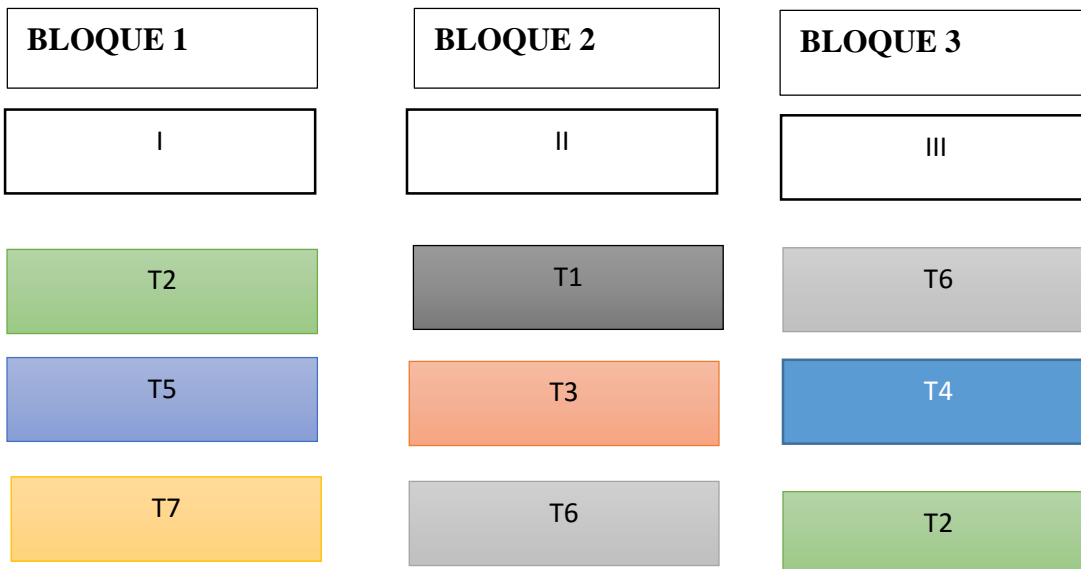 BLOQUE 1
BLOQUE 2
BLOQUE 3
I
II
III
T2
T1
T6
T5
T3
T4
T7
T6
T2